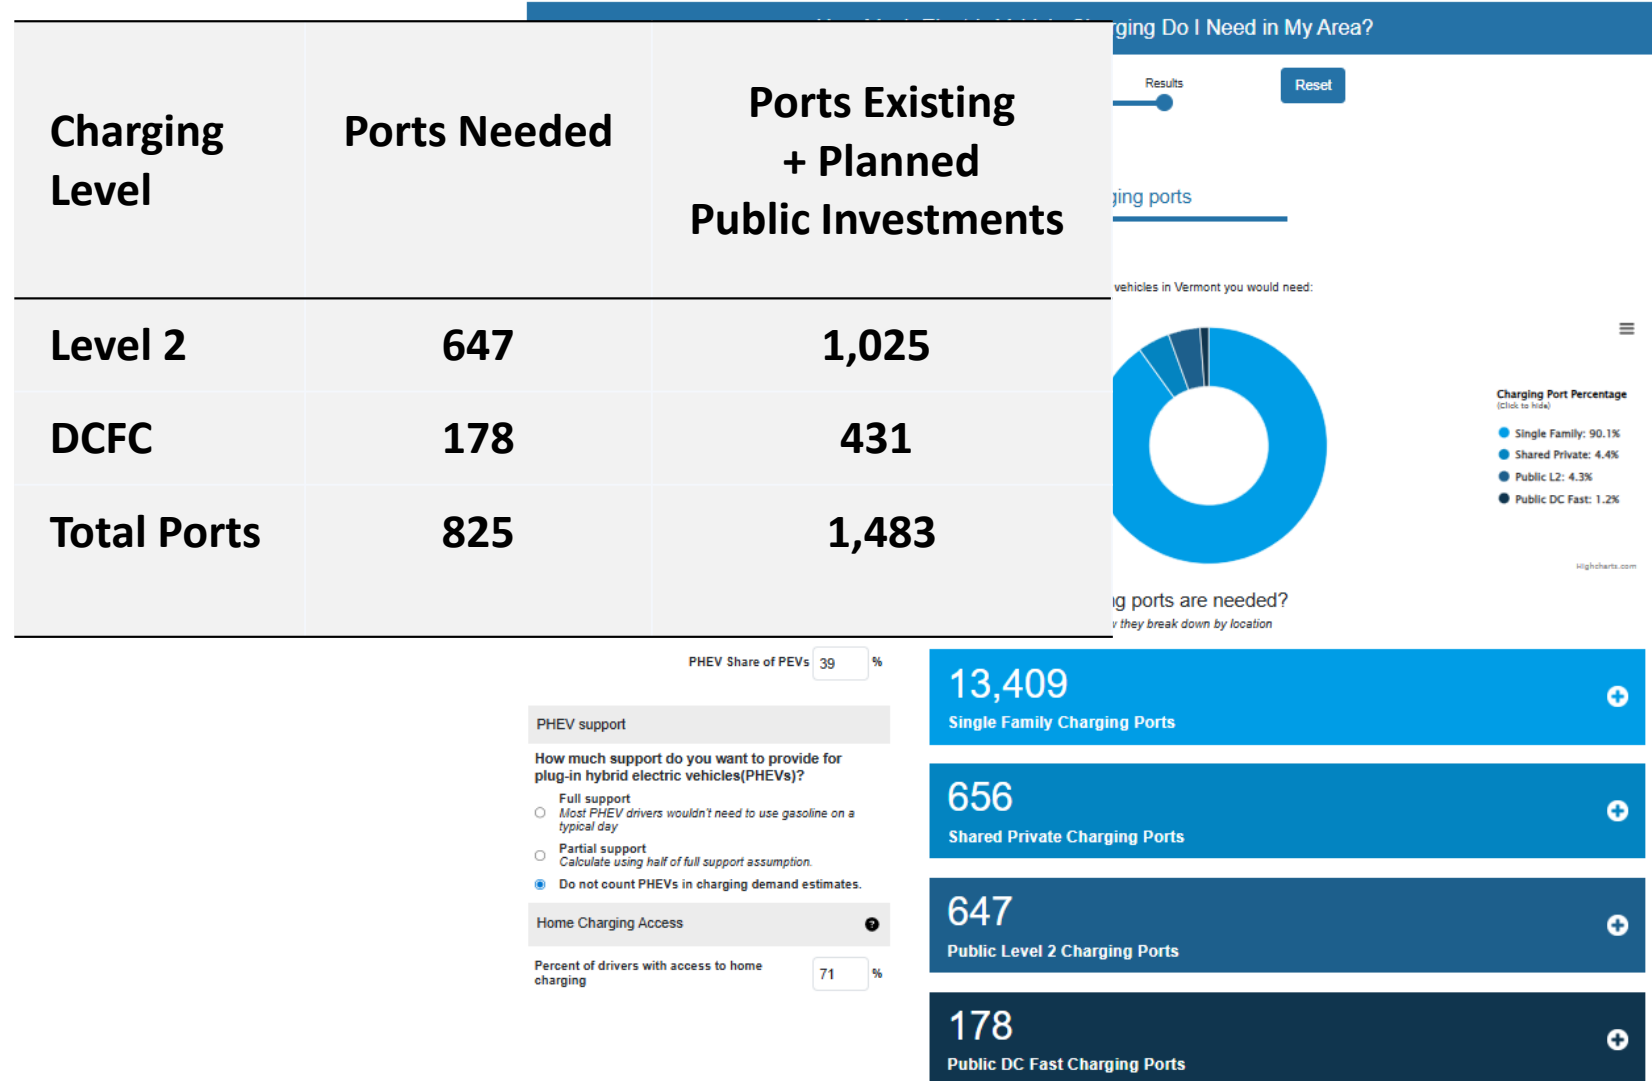 rging Do I Need in My Area?
Charging
Level
Ports Needed
Ports Existing
+ Planned
Public Investments
Level 2
647
1,025
DCFC
178
431
Total Ports
825
1,483
Results
Reset
ging ports
vehicles in Vermont you would need:
Charging Port Percentage
(Click to hide)
Single Family: 90.1%
Shared Private: 4.4%
Public L2: 4.3%
Public DC Fast: 1.2%
Highcharts.com
ports are needed?
they break down by location
PHEV Share of PEVs 39 %
PHEV support
How much support do you want to provide for
plug-in hybrid electric vehicles(PHEVs)?
Full support
Most PHEV drivers wouldn't need to use gasoline on a
typical day
Partial support
Calculate using half of full support assumption.
Do not count PHEVs in charging demand estimates.
Home Charging Access ?
Percent of drivers with access to home
charging
71 %
13,409
Single Family Charging Ports
656
Shared Private Charging Ports
647
Public Level 2 Charging Ports
178
Public DC Fast Charging Ports